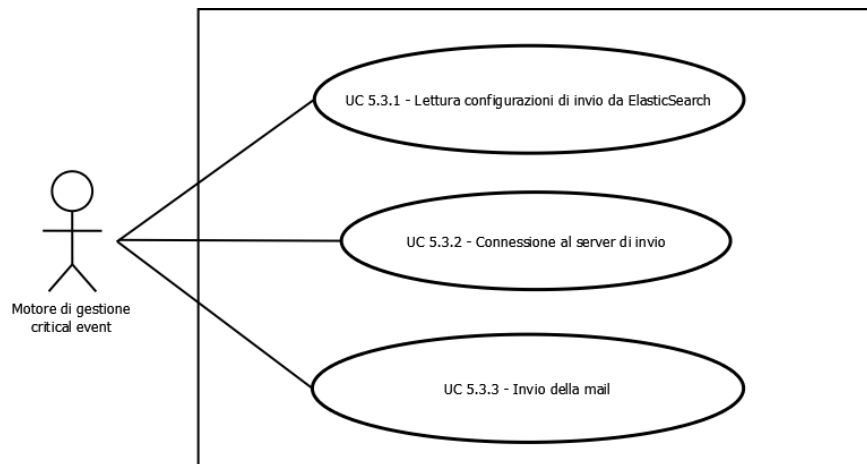 UC 5.3.1 - Lettura configurazioni di invio da ElasticSearch
UC 5.3.2 - Connessione al server di invio
Motore di gestione
critical event
UC 5.3.3 - Invio della mail